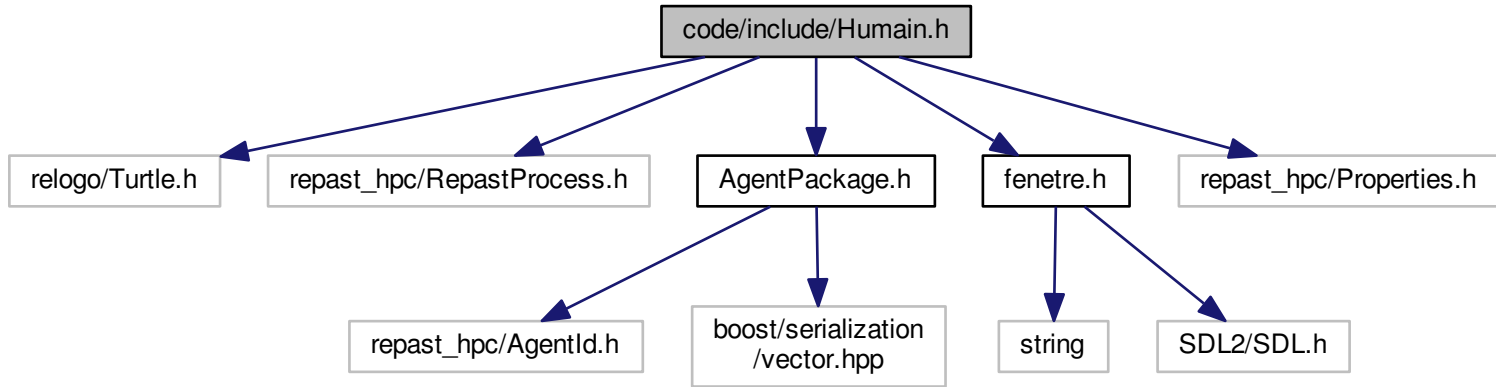 code/include/Humain.h
relogo/Turtle.h
repast_hpc/RepastProcess.h
AgentPackage.h
fenetre.h
repast_hpc/Properties.h
repast_hpc/AgentId.h
boost/serialization
/vector.hpp
string
SDL2/SDL.h